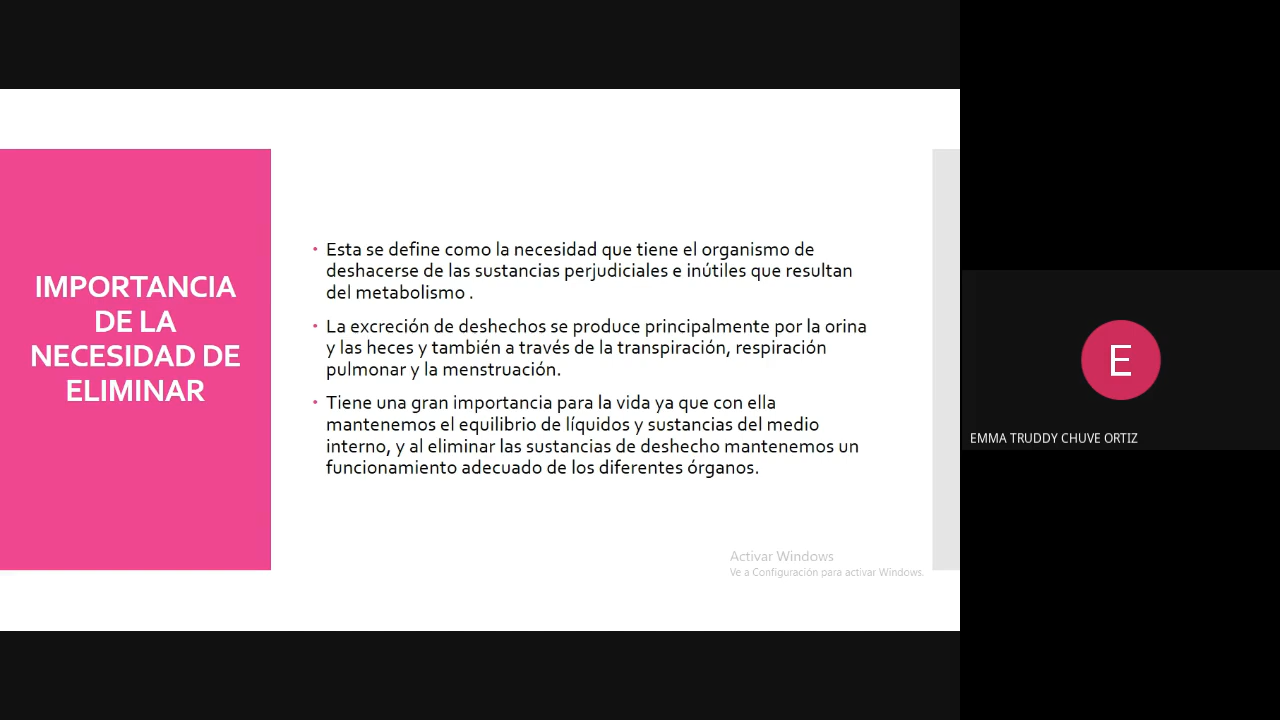 IMPORTANCIA
DE LA
NECESIDAD DE
ELIMINAR
• Esta se define como la necesidad que tiene el organismo de
deshacerse de las sustancias perjudiciales e inútiles que resultan
del metabolismo .
• La excreción de deshechos se produce principalmente por la orina
y las heces y también a través de la transpiración, respiración
pulmonar y la menstruación.
• Tiene una gran importancia para la vida ya que con ella
mantenemos el equilibrio de líquidos y sustancias del medio
interno, y al eliminar las sustancias de deshecho mantenemos un
funcionamiento adecuado de los diferentes órganos.
Activar Windows
Ve a Configuración para activar Windows.
E
EMMA TRUDDY CHUVE ORTIZ